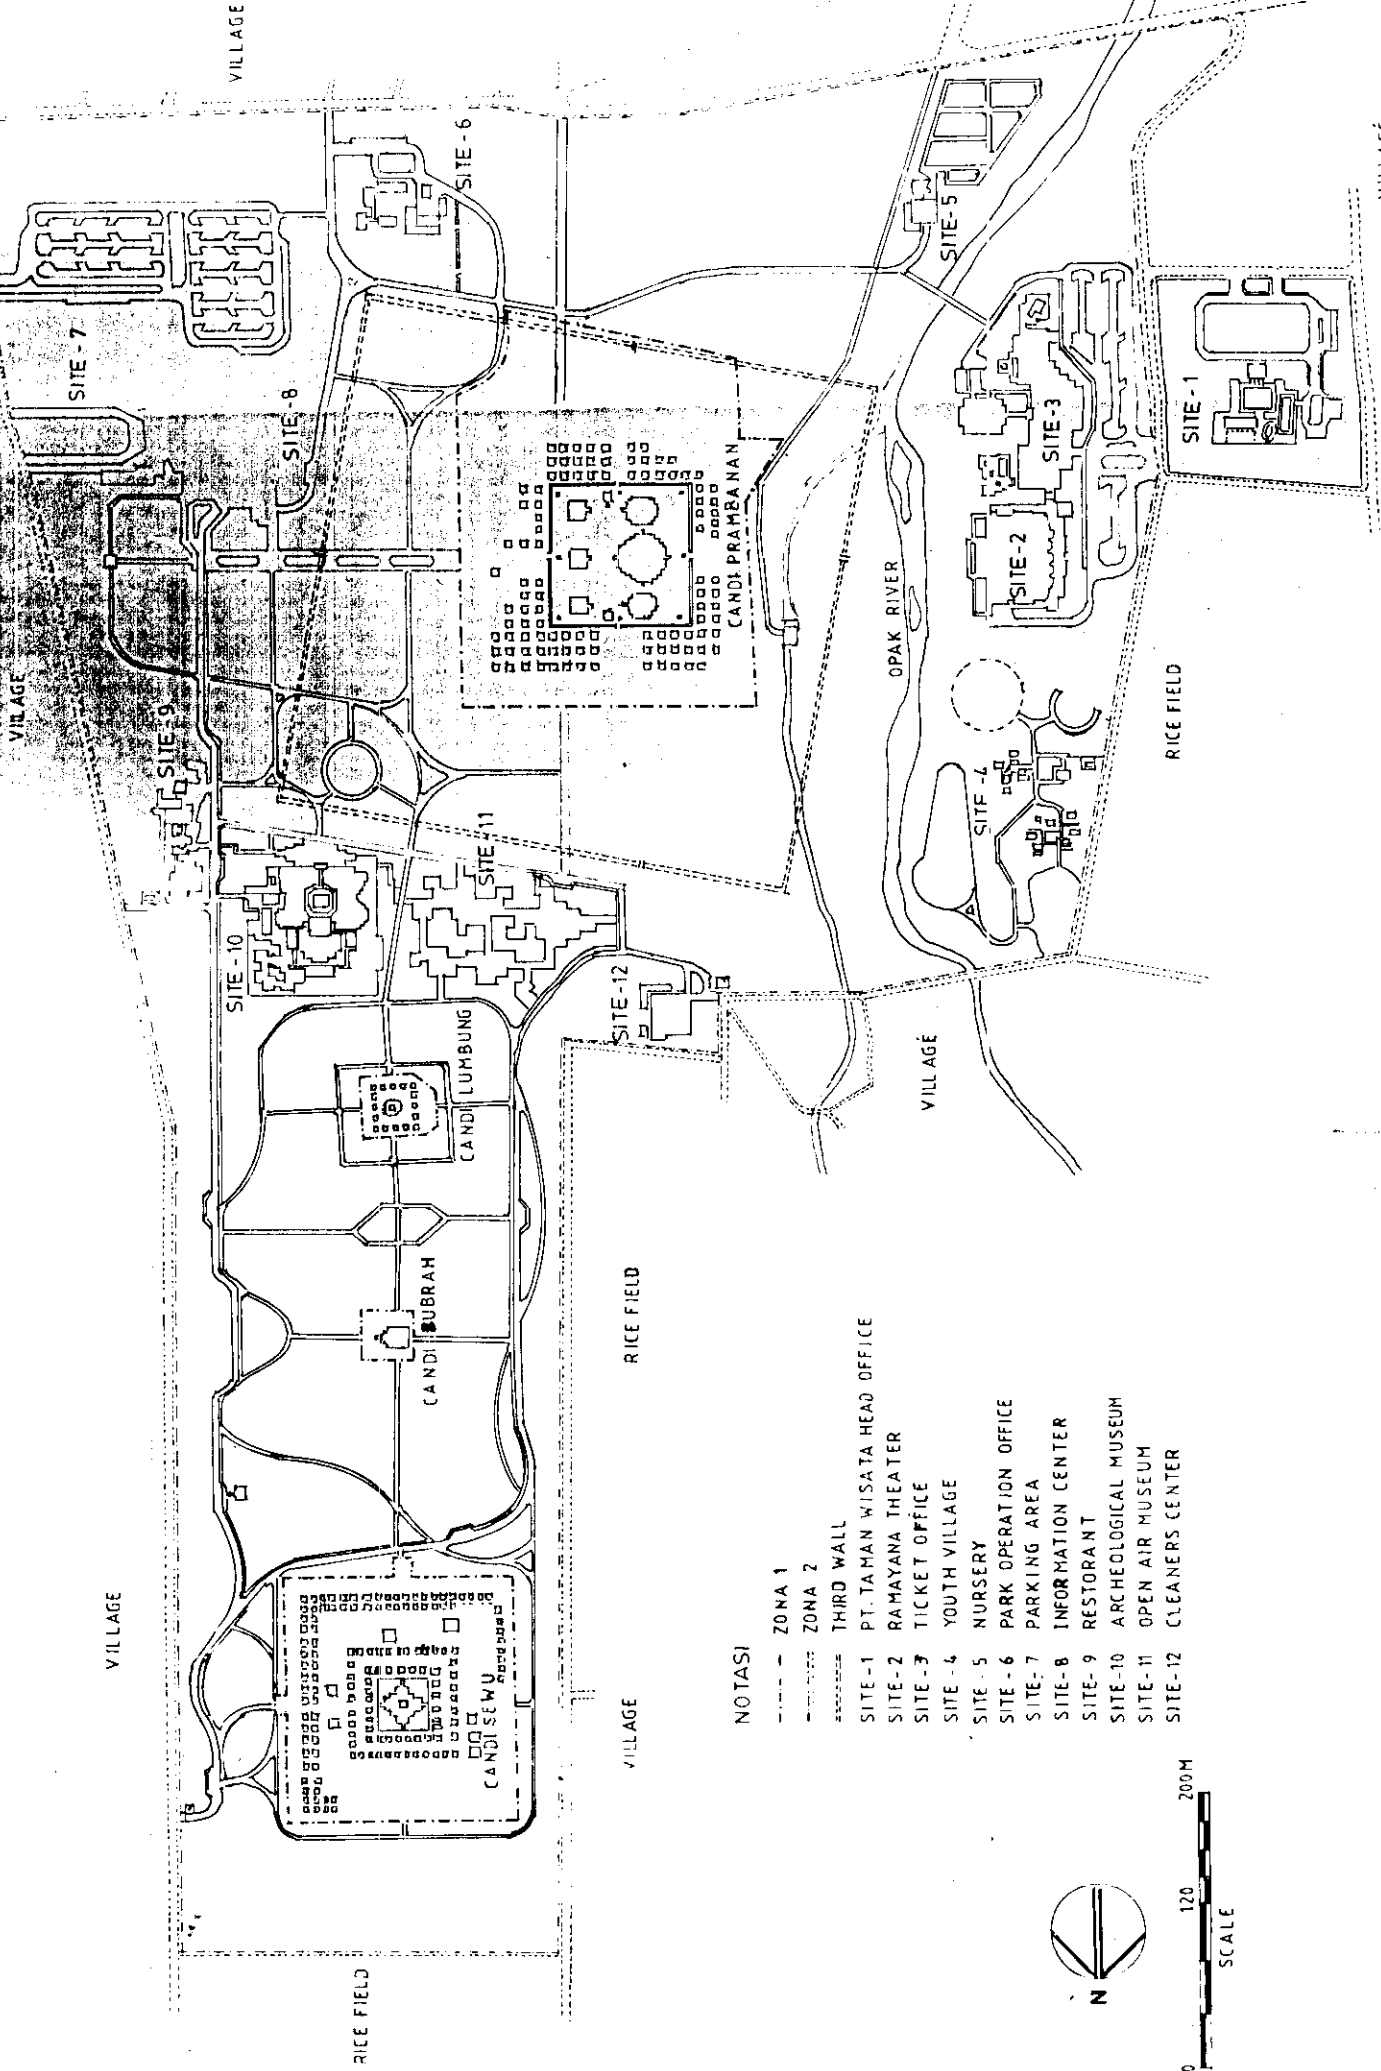 VILLAGE
SITE-6
SITE-7
SITE-8
SITE-5
SITE-3
SITE-1
SITE-2
CANDI PRAMBANAN
OPAK RIVER
VILLAGE
SITE-9
RICE FIELD
SITE-4
SITE-11
SITE-10
SITE-12
CANDI LUMBUNG
VILLAGE
CANDI BUBRAH
RICE FIELD
VILLAGE
CANDI SEWU
VILLAGE
RICE FIELD
NOTASI
ZONA 1
ZONA 2
THIRD WALL
SITE-1 PT. TAMAN WISATA HEAD OFFICE
SITE-2 RAMAYANA THEATER
SITE-3 TICKET OFFICE
SITE-4 YOUTH VILLAGE
SITE-5 NURSERY
SITE-6 PARK OPERATION OFFICE
SITE-7 PARKING AREA
SITE-8 INFORMATION CENTER
SITE-9 RESTORANT
SITE-10 ARCHEOLOGICAL MUSEUM
SITE-11 OPEN AIR MUSEUM
SITE-12 CLEANERS CENTER
N
0 120 200M
SCALE